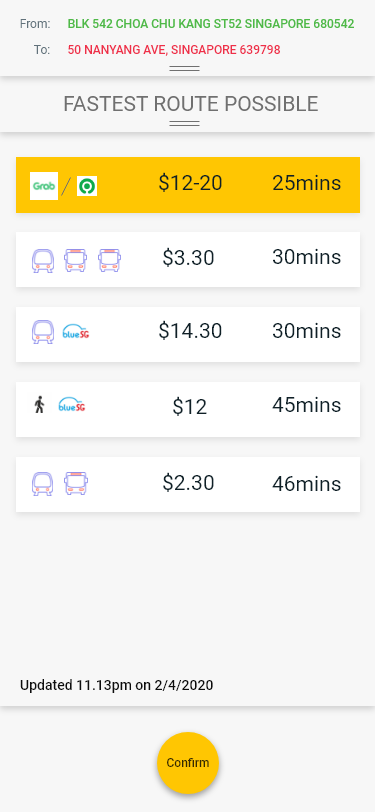 From: BLK 542 CHOA CHU KANG ST52 SINGAPORE 680542
To: 50 NANYANG AVE, SINGAPORE 639798
FASTEST ROUTE POSSIBLE
Grab / $12-20 25mins
$3.30 30mins
blueSG $14.30 30mins
blueSG $12 45mins
$2.30 46mins
Updated 11.13pm on 2/4/2020
Confirm